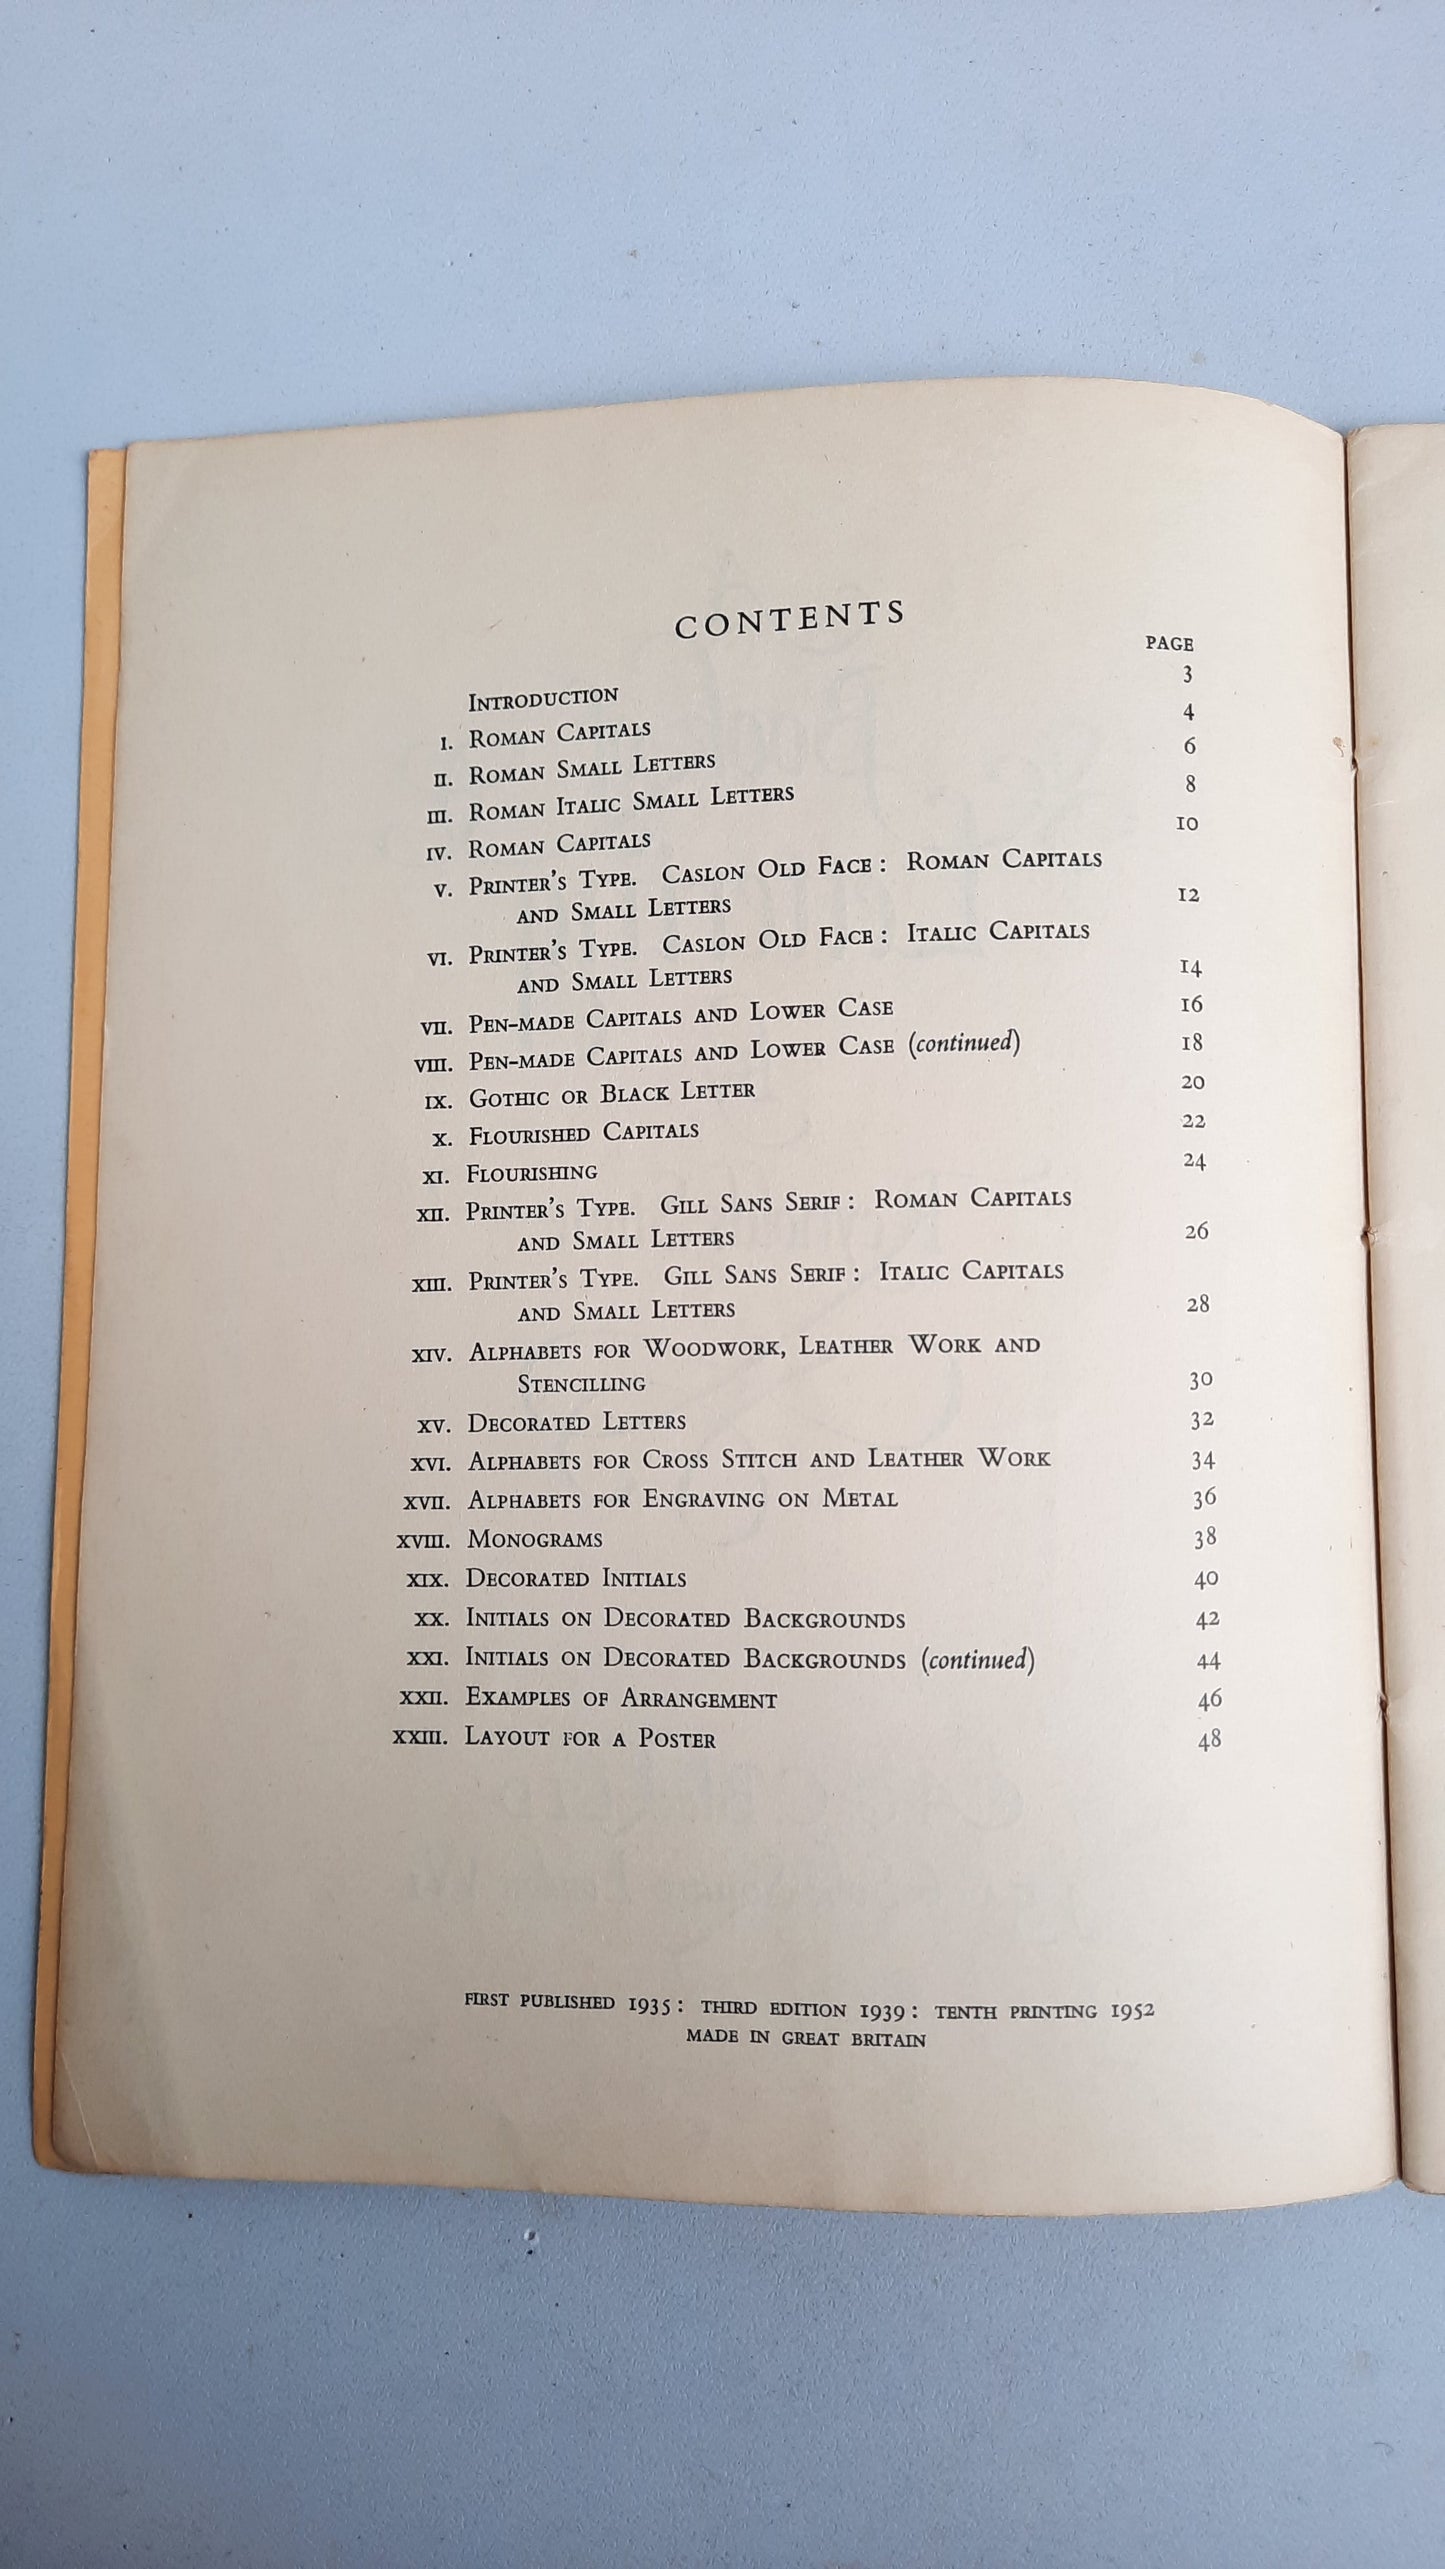 CONTENTS
PAGE
Introduction 3
I. Roman Capitals 4
II. Roman Small Letters 6
III. Roman Italic Small Letters 8
IV. Roman Capitals 10
V. Printer's Type. Caslon Old Face: Roman Capitals
and Small Letters 12
VI. Printer's Type. Caslon Old Face: Italic Capitals
and Small Letters 14
VII. Pen-made Capitals and Lower Case 16
VIII. Pen-made Capitals and Lower Case (continued) 18
IX. Gothic or Black Letter 20
X. Flourished Capitals 22
XI. Flourishing 24
XII. Printer's Type. Gill Sans Serif: Roman Capitals
and Small Letters 26
XIII. Printer's Type. Gill Sans Serif: Italic Capitals
and Small Letters 28
XIV. Alphabets for Woodwork, Leather Work and
Stencilling 30
XV. Decorated Letters 32
XVI. Alphabets for Cross Stitch and Leather Work 34
XVII. Alphabets for Engraving on Metal 36
XVIII. Monograms 38
XIX. Decorated Initials 40
XX. Initials on Decorated Backgrounds 42
XXI. Initials on Decorated Backgrounds (continued) 44
XXII. Examples of Arrangement 46
XXIII. Layout for a Poster 48
FIRST PUBLISHED 1935: THIRD EDITION 1939: TENTH PRINTING 1952
MADE IN GREAT BRITAIN